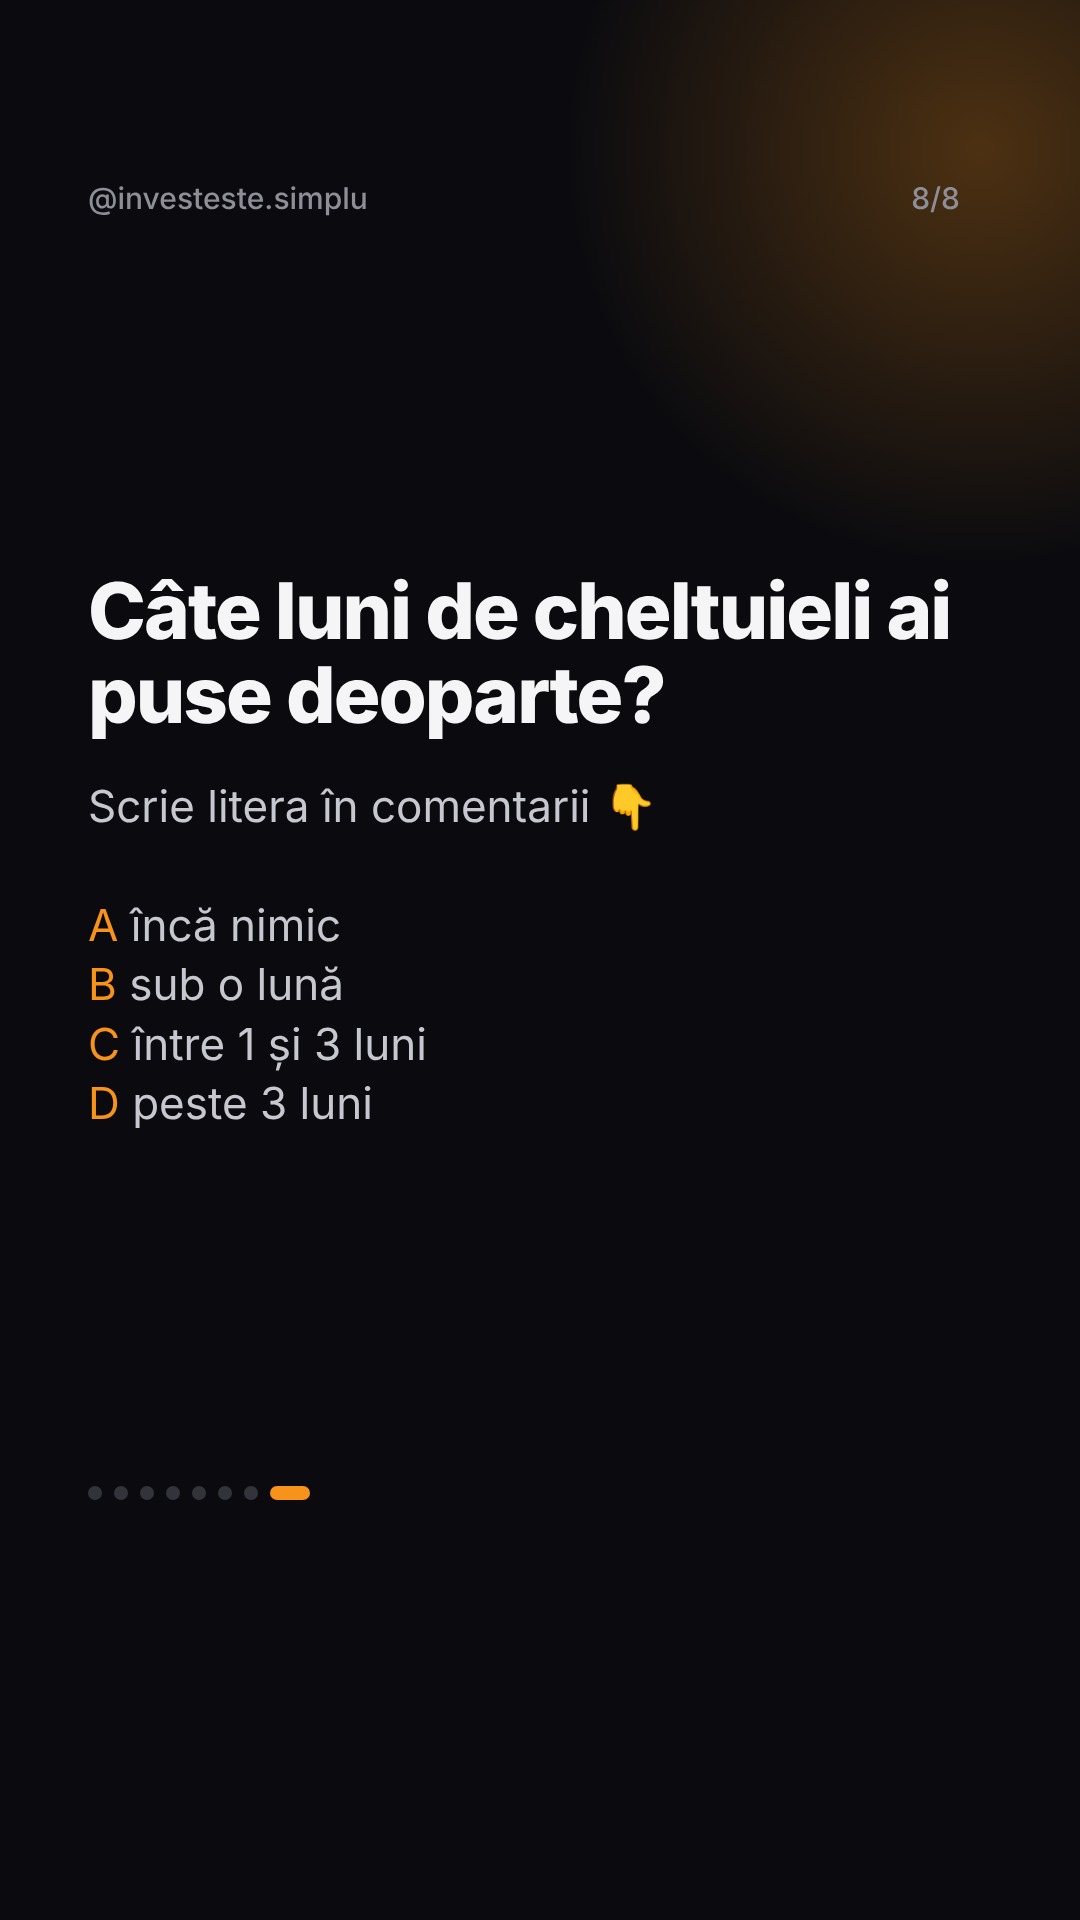 @investeste.simplu
8/8
Câte luni de cheltuieli ai
puse deoparte?
Scrie litera în comentarii 👇
A încă nimic
B sub o lună
C între 1 și 3 luni
D peste 3 luni